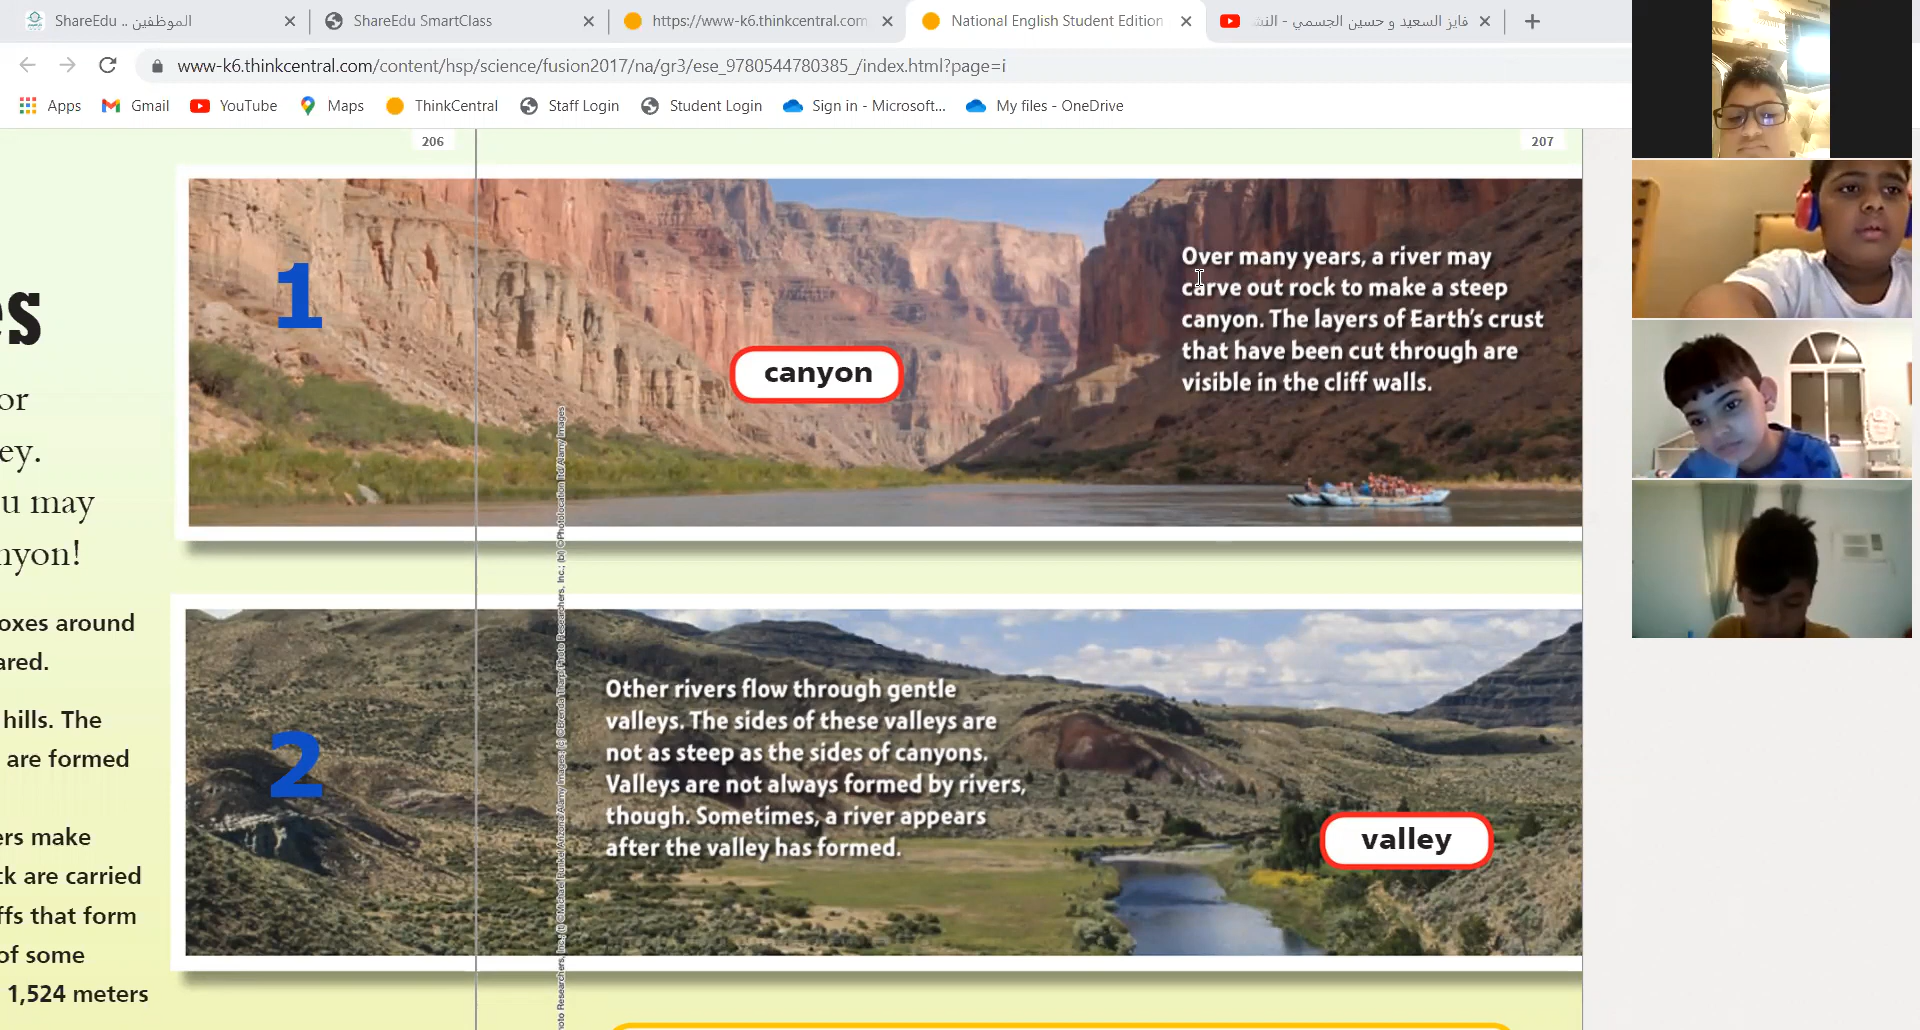 ShareEdu .. الموظفين
ShareEdu SmartClass
https://www-k6.thinkcentral.com
National English Student Edition
فايز السعيد و حسين الجسمي - النش
www-k6.thinkcentral.com/content/hsp/science/fusion2017/na/gr3/ese_9780544780385_/index.html?page=i
Apps
Gmail
YouTube
Maps
ThinkCentral
Staff Login
Student Login
Sign in - Microsoft...
My files - OneDrive
206
207
es
or
ey.
u may
nyon!
oxes around
ared.
hills. The
are formed
ers make
ck are carried
ffs that form
of some
1,524 meters
1
canyon
Over many years, a river may
carve out rock to make a steep
canyon. The layers of Earth's crust
that have been cut through are
visible in the cliff walls.
2
Other rivers flow through gentle
valleys. The sides of these valleys are
not as steep as the sides of canyons.
Valleys are not always formed by rivers,
though. Sometimes, a river appears
after the valley has formed.
valley